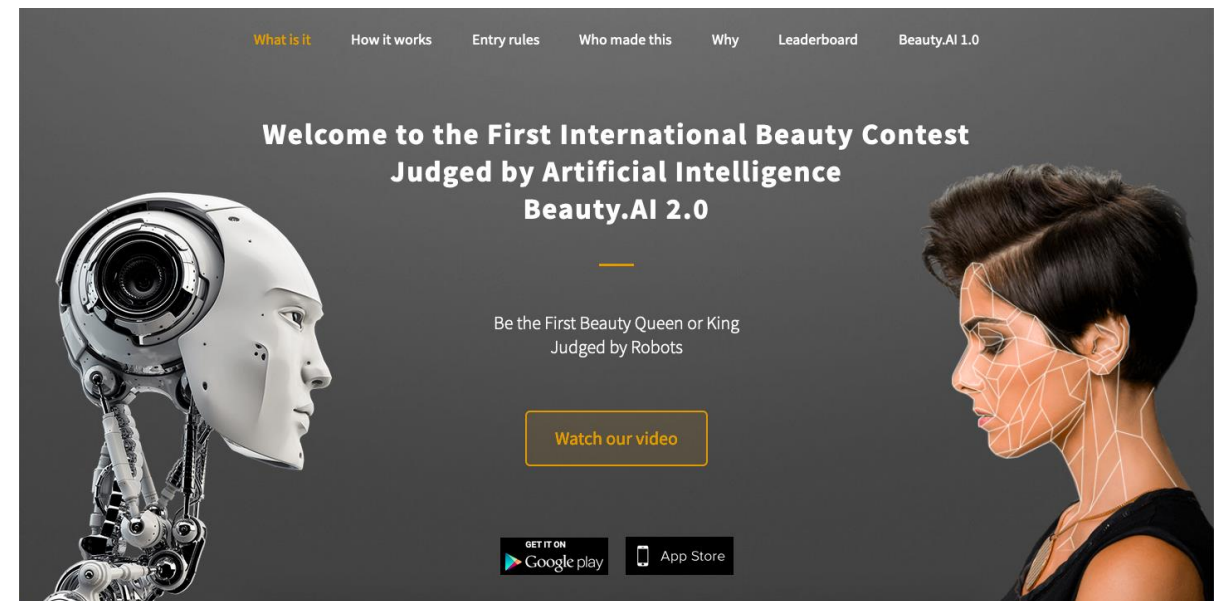 What is it How it works Entry rules Who made this Why Leaderboard Beauty.AI 1.0
Welcome to the First International Beauty Contest
Judged by Artificial Intelligence
Beauty.AI 2.0
Be the First Beauty Queen or King
Judged by Robots
Watch our video
GET IT ON
Google play
App Store